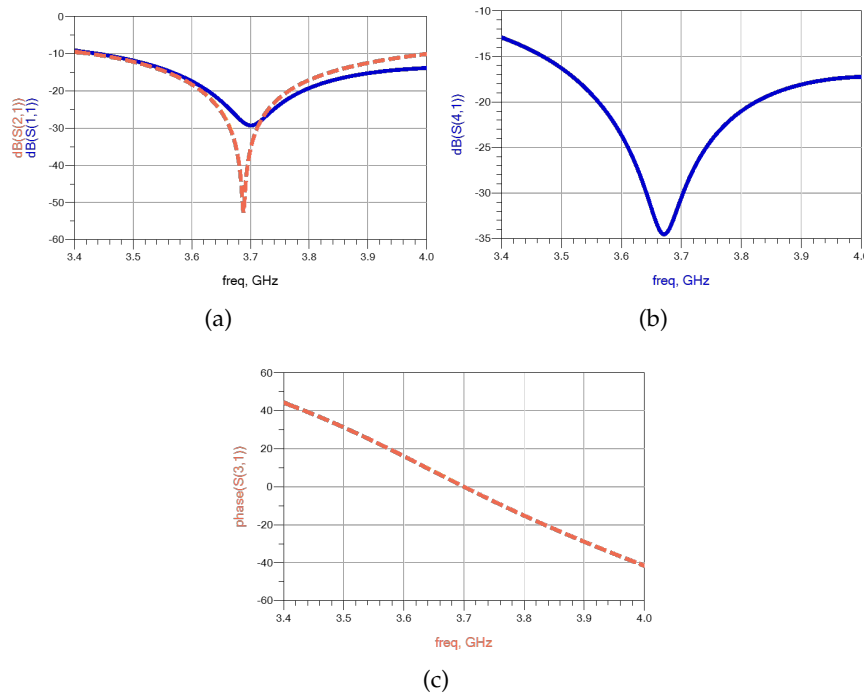 0
-10
-20
-30
-40
-50
-60
dB(S(2,1))
dB(S(1,1))
3.4 3.5 3.6 3.7 3.8 3.9 4.0
freq, GHz
(a)
-10
-15
-20
-25
-30
-35
dB(S(4,1))
3.4 3.5 3.6 3.7 3.8 3.9 4.0
freq, GHz
(b)
60
40
20
0
-20
-40
-60
phase(S(3,1))
3.4 3.5 3.6 3.7 3.8 3.9 4.0
freq, GHz
(c)